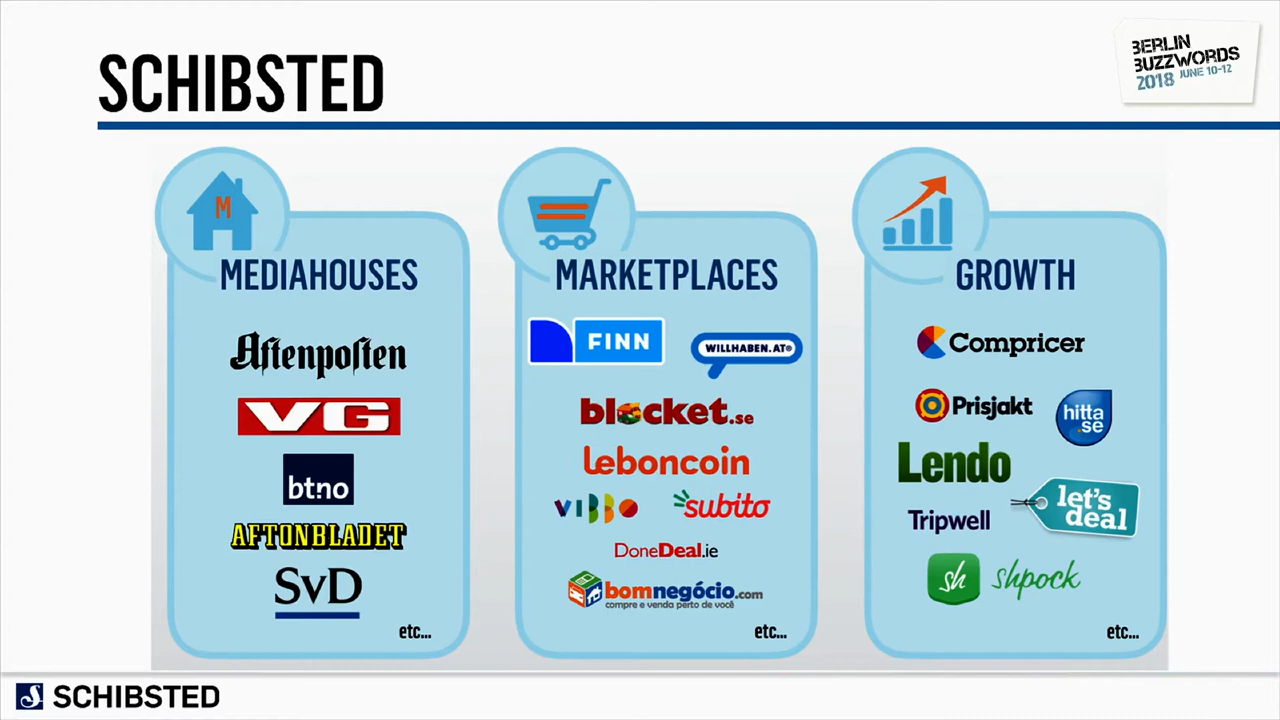 SCHIBSTED
BERLIN
BUZZWORDS
2018 JUNE 10-12
M
MEDIAHOUSES
Aftenposten
VG
bt.no
AFTONBLADET
SvD
etc...
MARKETPLACES
FINN
WILLHABEN.AT®
blocket.se
leboncoin
VIBBO
subito
DoneDeal.ie
bomnegócio.com
compre e venda perto de você
etc...
GROWTH
Compricer
Prisjakt
hitta
.se
Lendo
let's
deal
Tripwell
sh shpock
etc...
S SCHIBSTED